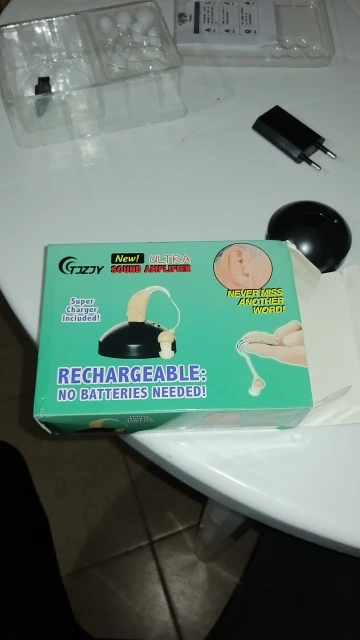 TJZJY
New! ULTRA
SOUND AMPLIFIER
NEVER MISS
ANOTHER
WORD!
Super
Charger
Included!
RECHARGEABLE:
NO BATTERIES NEEDED!